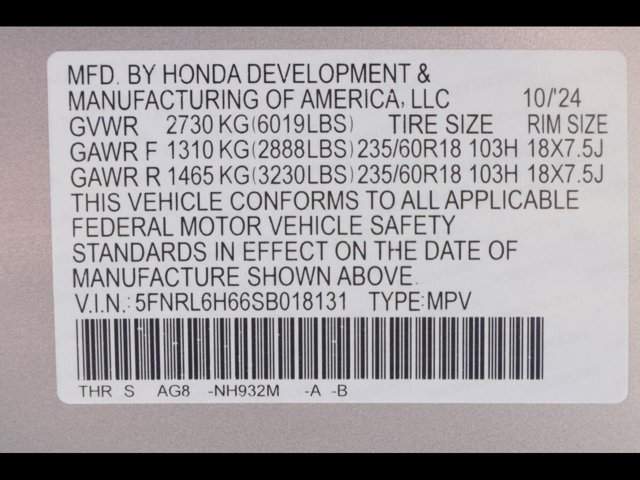 MFD. BY HONDA DEVELOPMENT &
MANUFACTURING OF AMERICA, LLC 10/'24
GVWR 2730 KG(6019LBS) TIRE SIZE RIM SIZE
GAWR F 1310 KG(2888LBS) 235/60R18 103H 18X7.5J
GAWR R 1465 KG(3230LBS) 235/60R18 103H 18X7.5J
THIS VEHICLE CONFORMS TO ALL APPLICABLE
FEDERAL MOTOR VEHICLE SAFETY
STANDARDS IN EFFECT ON THE DATE OF
MANUFACTURE SHOWN ABOVE.
V.I.N.: 5FNRL6H66SB018131 TYPE:MPV
THR S AG8 -NH932M -A -B